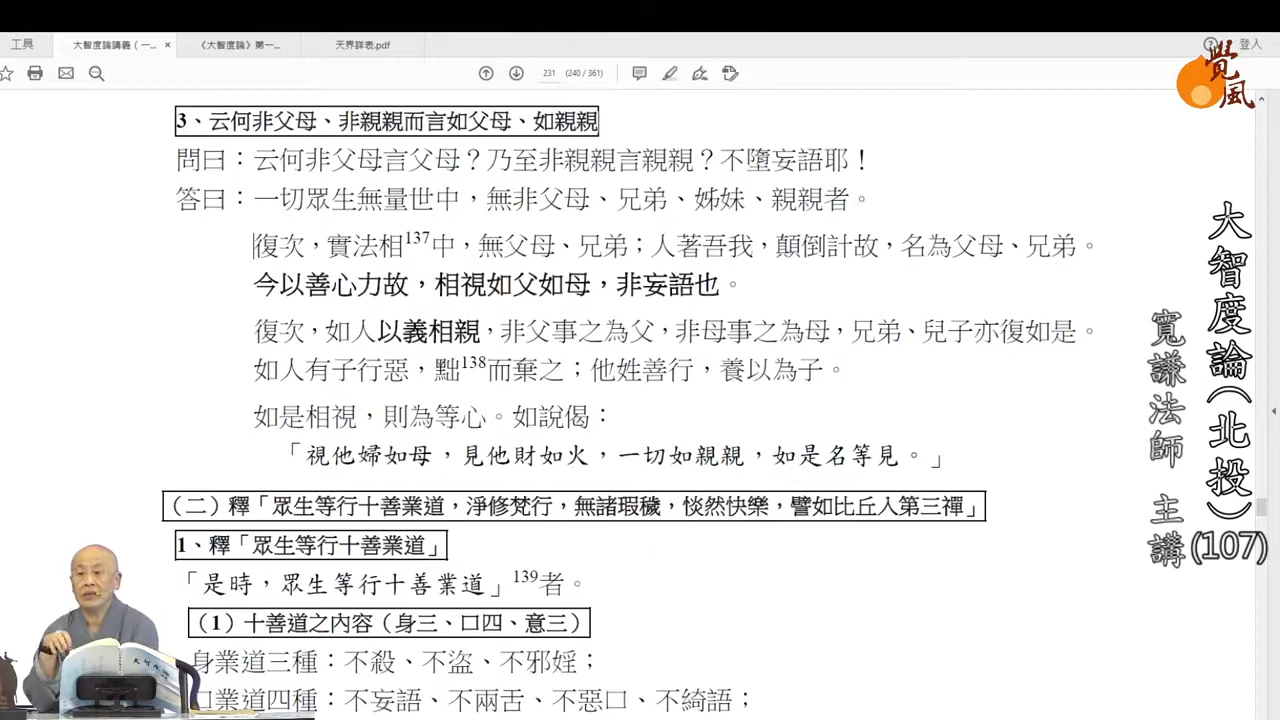 工具
大智度論講義（一... ×
《大智度論》第一...
天界詳表.pdf
登入
231 (240 / 361)
覺風
3、云何非父母、非親親而言如父母、如親親
問曰：云何非父母言父母？乃至非親親言親親？不墮妄語耶！
答曰：一切眾生無量世中，無非父母、兄弟、姊妹、親親者。
復次，實法相137中，無父母、兄弟；人著吾我，顛倒計故，名為父母、兄弟。
今以善心力故，相視如父如母，非妄語也。
復次，如人以義相親，非父事之為父，非母事之為母，兄弟、兒子亦復如是。
如人有子行惡，黜138而棄之；他姓善行，養以為子。
如是相視，則為等心。如說偈：
「視他婦如母，見他財如火，一切如親親，如是名等見。」
（二）釋「眾生等行十善業道，淨修梵行，無諸瑕穢，惔然快樂，譬如比丘入第三禪」
1、釋「眾生等行十善業道」
「是時，眾生等行十善業道」139者。
（1）十善道之內容（身三、口四、意三）
身業道三種：不殺、不盜、不邪婬；
口業道四種：不妄語、不兩舌、不惡口、不綺語；
大智度論（北投）(107)
寬謙法師 主講